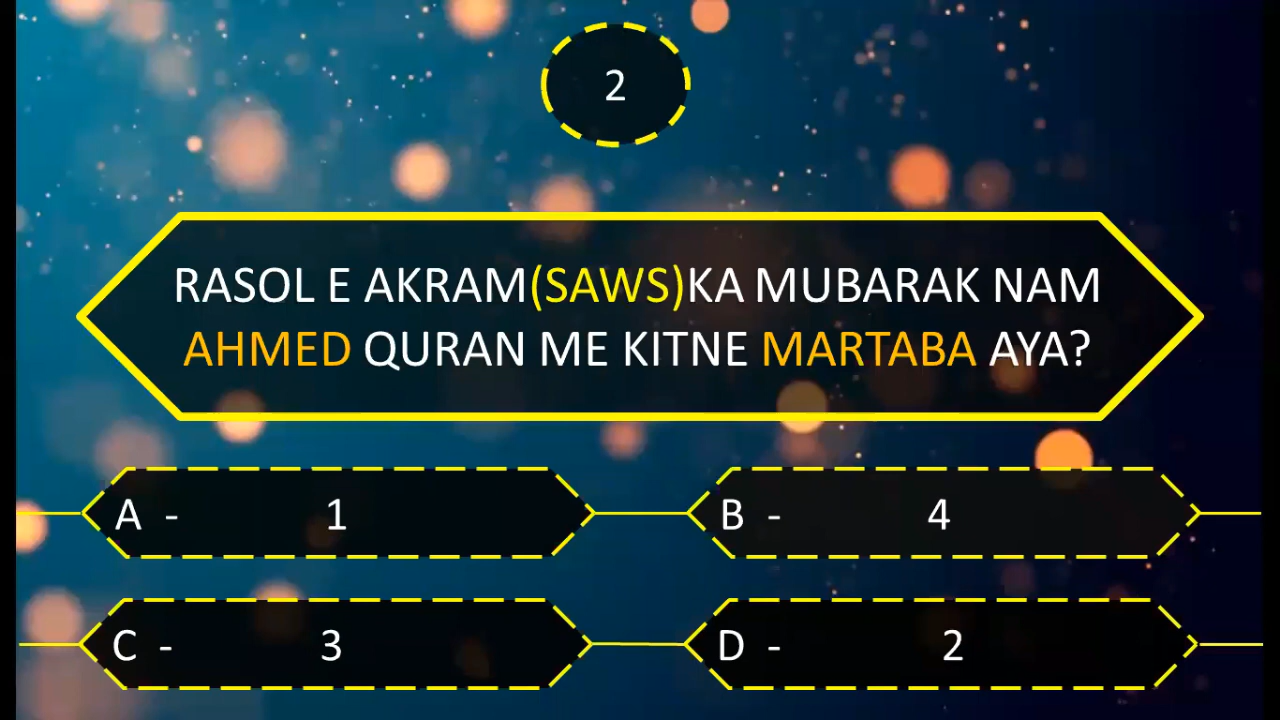 2
RASOL E AKRAM(SAWS)KA MUBARAK NAM
AHMED QURAN ME KITNE MARTABA AYA?
A - 1
B - 4
C - 3
D - 2